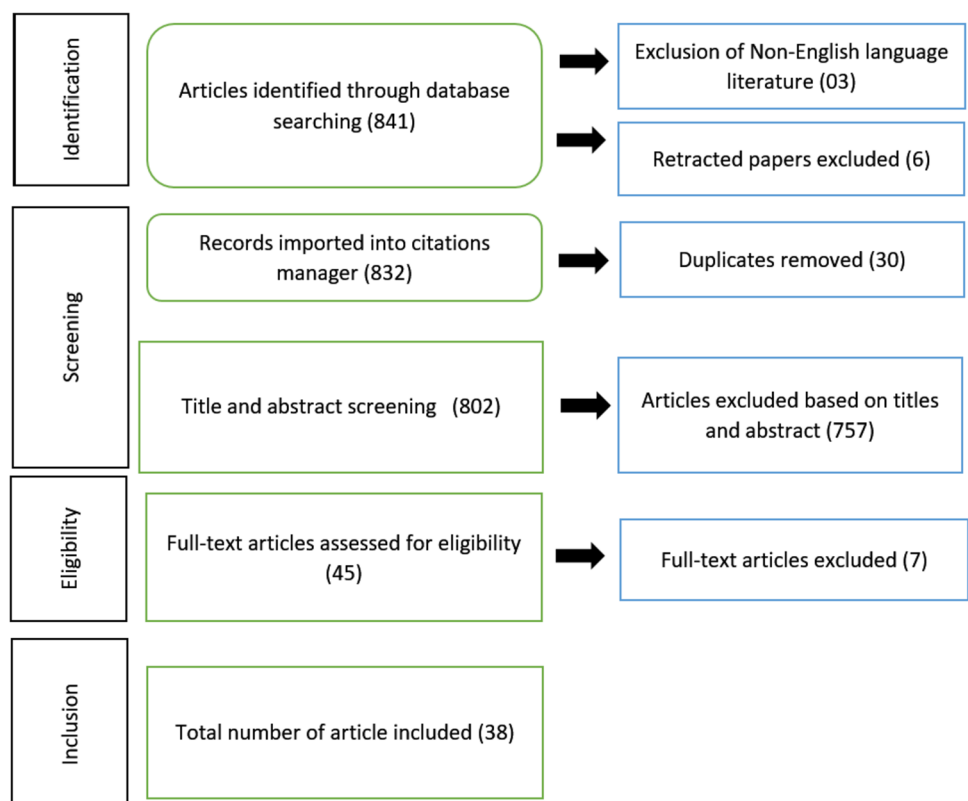 Identification
Articles identified through database
searching (841)
Exclusion of Non-English language
literature (03)
Retracted papers excluded (6)
Screening
Records imported into citations
manager (832)
Duplicates removed (30)
Title and abstract screening (802)
Articles excluded based on titles
and abstract (757)
Eligibility
Full-text articles assessed for eligibility
(45)
Full-text articles excluded (7)
Inclusion
Total number of article included (38)